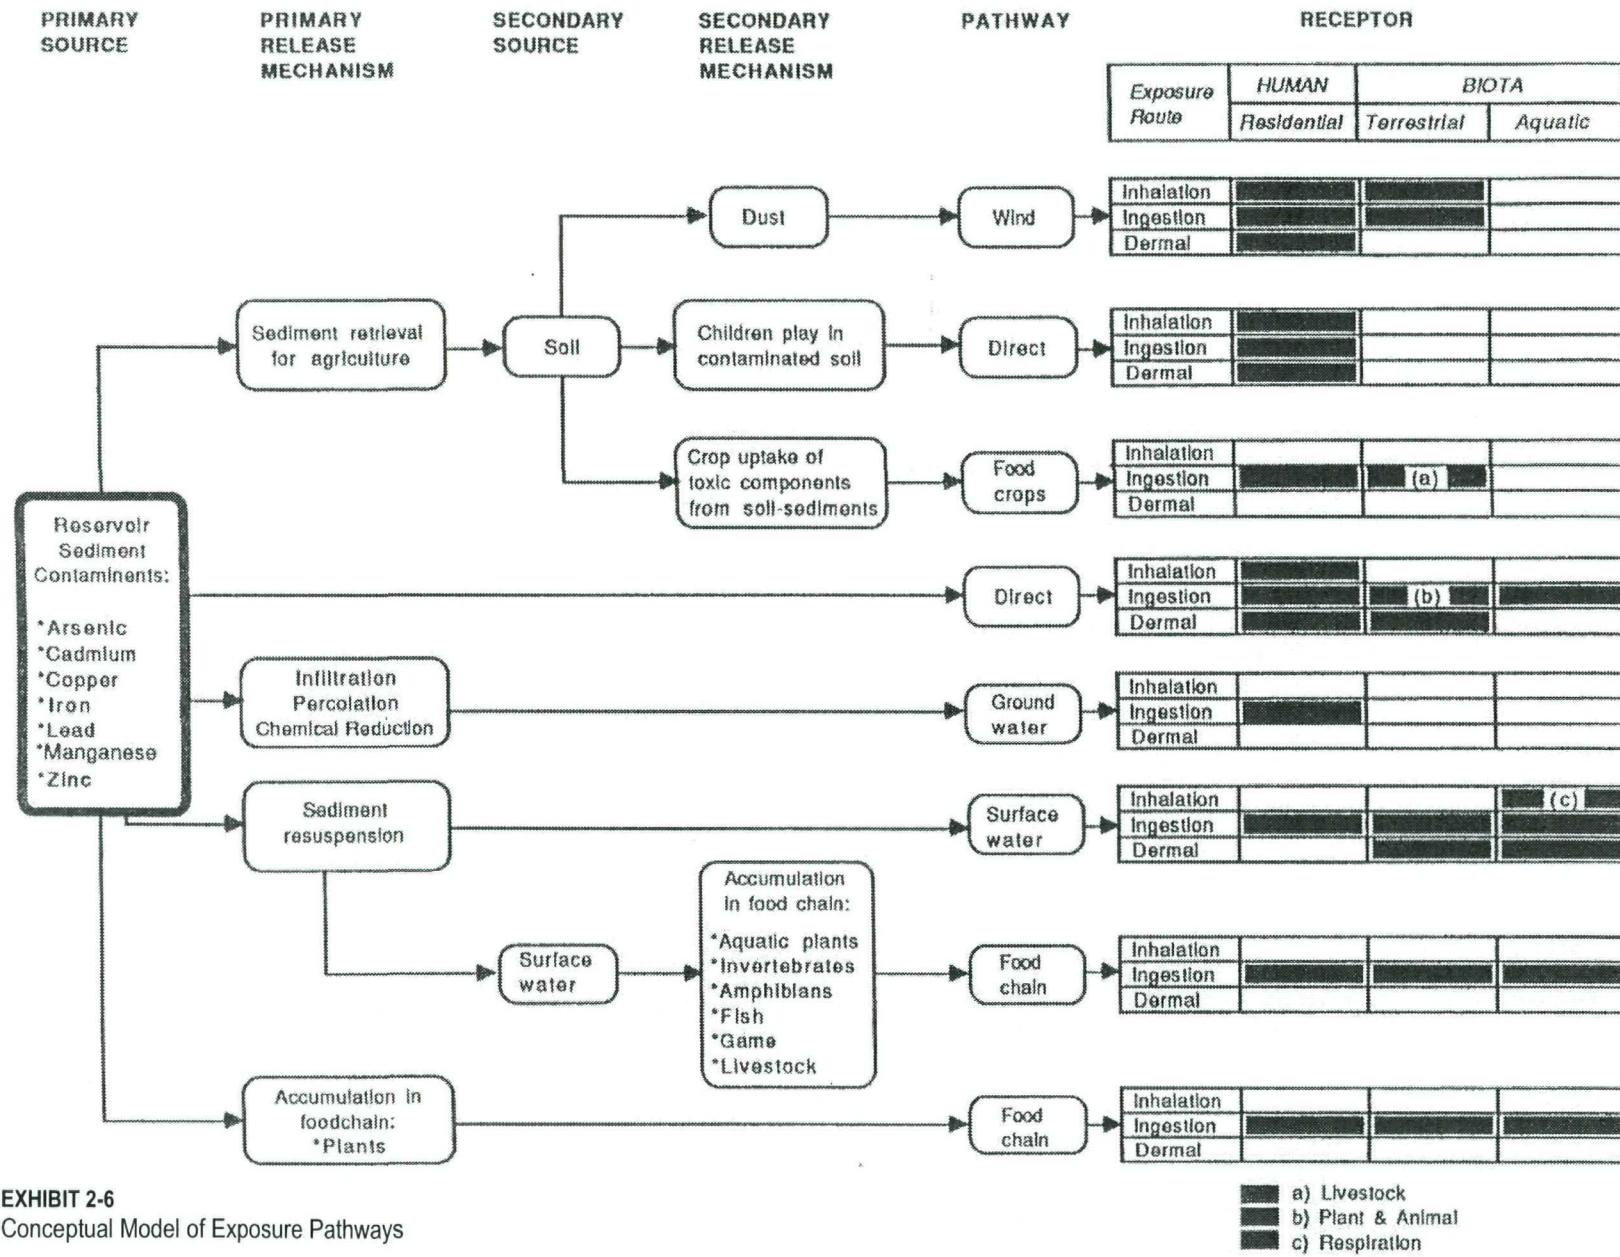 PRIMARY
SOURCE
PRIMARY
RELEASE
MECHANISM
SECONDARY
SOURCE
SECONDARY
RELEASE
MECHANISM
PATHWAY
RECEPTOR
Exposure
Route
HUMAN
BIOTA
Residential
Terrestrial
Aquatic
Dust
Wind
Inhalation
Ingestion
Dermal
Sediment retrieval
for agriculture
Soil
Children play in
contaminated soil
Direct
Inhalation
Ingestion
Dermal
Crop uptake of
toxic components
from soil-sediments
Food
crops
Inhalation
Ingestion (a)
Dermal
Reservoir
Sediment
Contaminents:
*Arsenic
*Cadmium
*Copper
*Iron
*Lead
*Manganese
*Zinc
Direct
Inhalation
Ingestion (b)
Dermal
Infiltration
Percolation
Chemical Reduction
Ground
water
Inhalation
Ingestion
Dermal
Sediment
resuspension
Surface
water
Inhalation (c)
Ingestion
Dermal
Surface
water
Accumulation
in food chain:
*Aquatic plants
*Invertebrates
*Amphibians
*Fish
*Game
*Livestock
Food
chain
Inhalation
Ingestion
Dermal
Accumulation in
foodchain:
*Plants
Food
chain
Inhalation
Ingestion
Dermal
a) Livestock
b) Plant & Animal
c) Respiration
EXHIBIT 2-6
Conceptual Model of Exposure Pathways